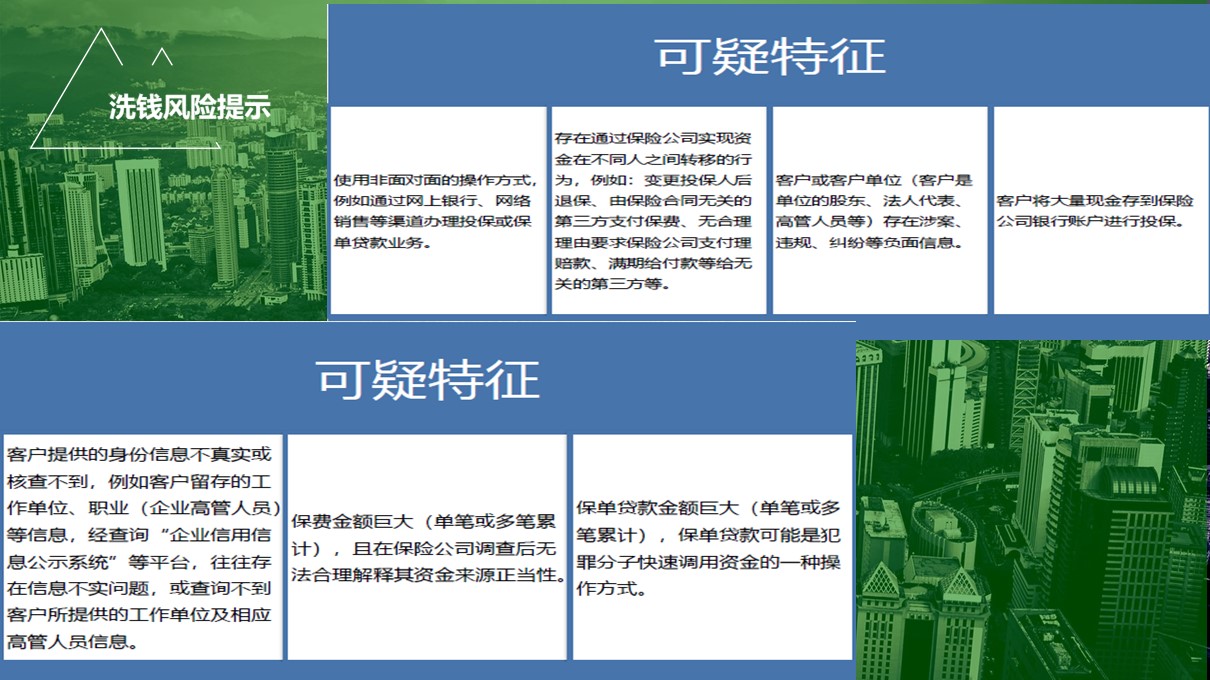 洗钱风险提示
可疑特征
使用非面对面的操作方式，
例如通过网上银行、网络
销售等渠道办理投保或保
单贷款业务。
存在通过保险公司实现资
金在不同人之间转移的行
为，例如：变更投保人后
退保、由保险合同无关的
第三方支付保费、无合理
理由要求保险公司支付理
赔款、满期给付款等给无
关的第三方等。
客户或客户单位（客户是
单位的股东、法人代表、
高管人员等）存在涉案、
违规、纠纷等负面信息。
客户将大量现金存到保险
公司银行账户进行投保。
可疑特征
客户提供的身份信息不真实或
核查不到，例如客户留存的工
作单位、职业（企业高管人员）
等信息，经查询“企业信用信
息公示系统”等平台，往往存
在信息不实问题，或查询不到
客户所提供的工作单位及相应
高管人员信息。
保费金额巨大（单笔或多笔累
计），且在保险公司调查后无
法合理解释其资金来源正当性。
保单贷款金额巨大（单笔或多
笔累计），保单贷款可能是犯
罪分子快速调用资金的一种操
作方式。